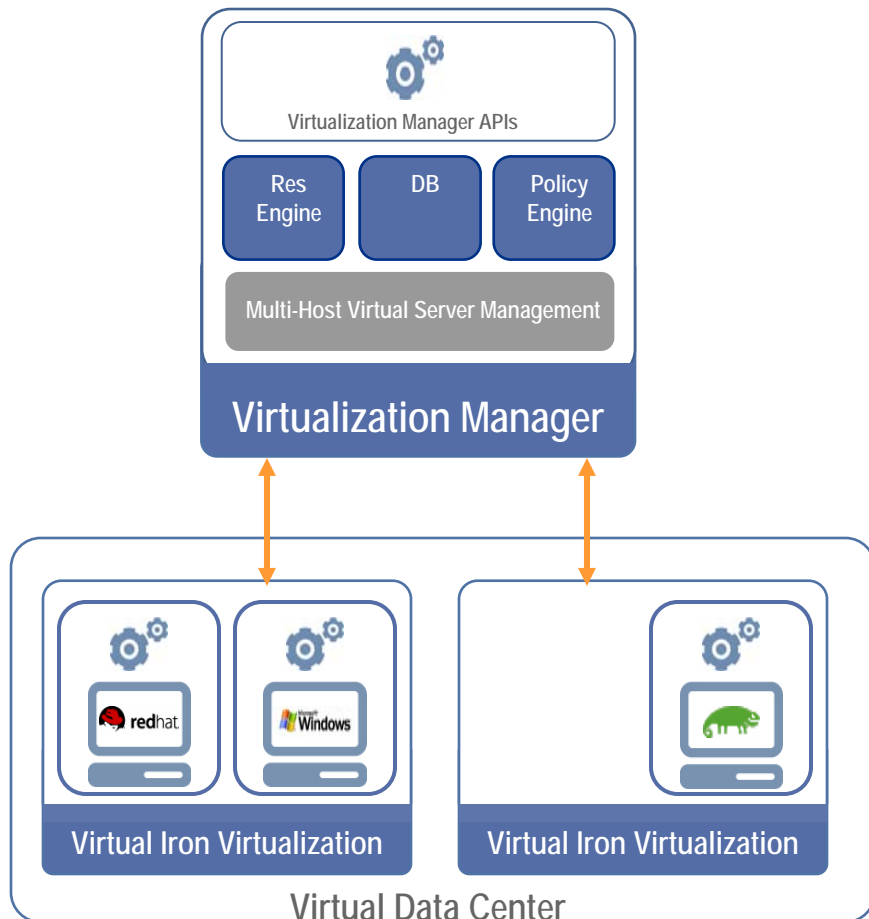 Virtualization Manager APIs
Res
Engine
DB
Policy
Engine
Multi-Host Virtual Server Management
Virtualization Manager
redhat.
Microsoft
Windows
Virtual Iron Virtualization
Virtual Iron Virtualization
Virtual Data Center